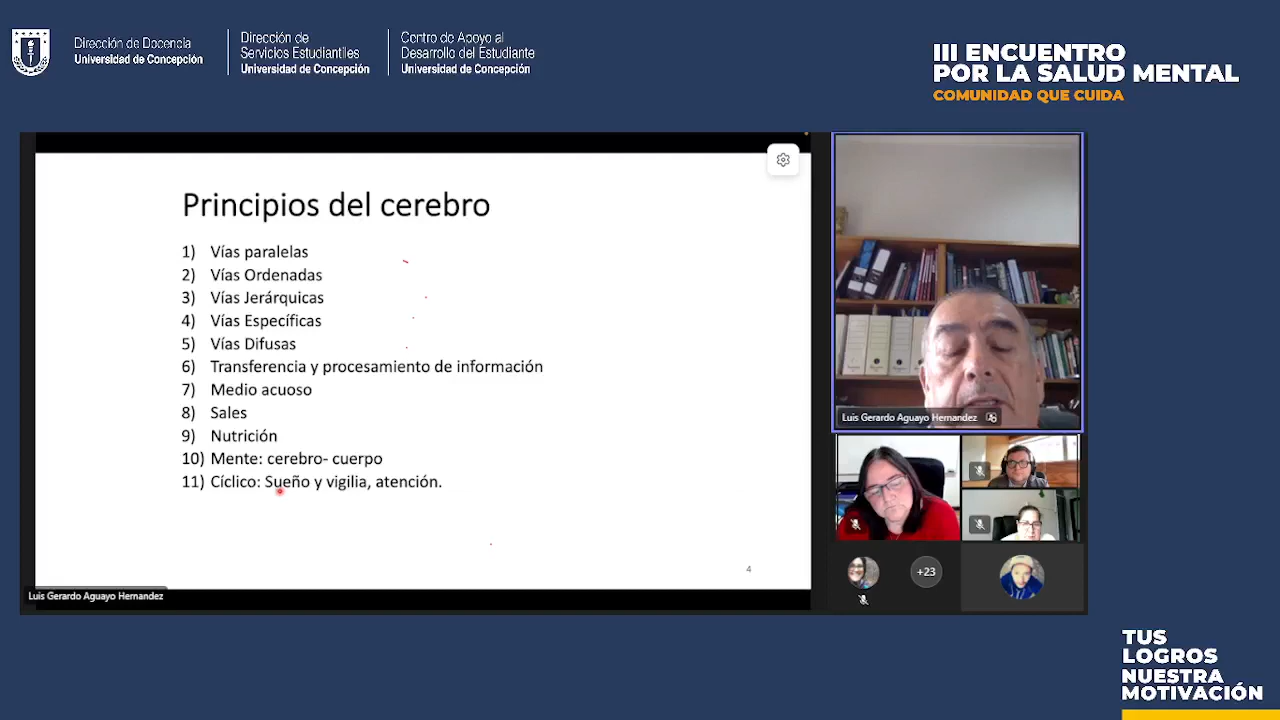 Dirección de Docencia
Universidad de Concepción
Dirección de
Servicios Estudiantiles
Universidad de Concepción
Centro de Apoyo al
Desarrollo del Estudiante
Universidad de Concepción
III ENCUENTRO
POR LA SALUD MENTAL
COMUNIDAD QUE CUIDA
Principios del cerebro
1) Vías paralelas
2) Vías Ordenadas
3) Vías Jerárquicas
4) Vías Específicas
5) Vías Difusas
6) Transferencia y procesamiento de información
7) Medio acuoso
8) Sales
9) Nutrición
10) Mente: cerebro- cuerpo
11) Cíclico: Sueño y vigilia, atención.
4
Luis Gerardo Aguayo Hernandez
Luis Gerardo Aguayo Hernandez
+23
TUS
LOGROS
NUESTRA
MOTIVACIÓN